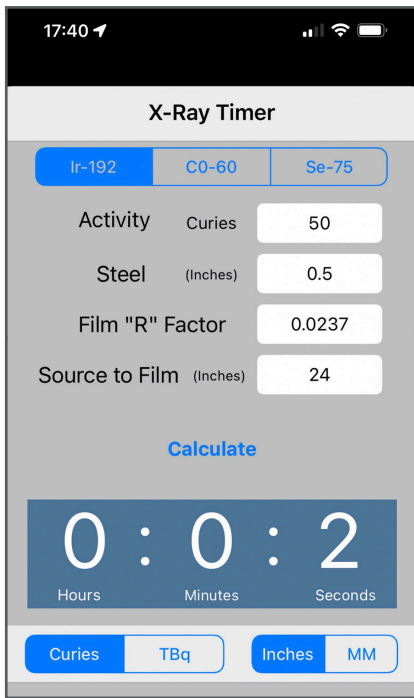 17:40
X-Ray Timer
Ir-192 C0-60 Se-75
Activity Curies 50
Steel (Inches) 0.5
Film "R" Factor 0.0237
Source to Film (Inches) 24
Calculate
0 : 0 : 2
Hours Minutes Seconds
Curies TBq Inches MM